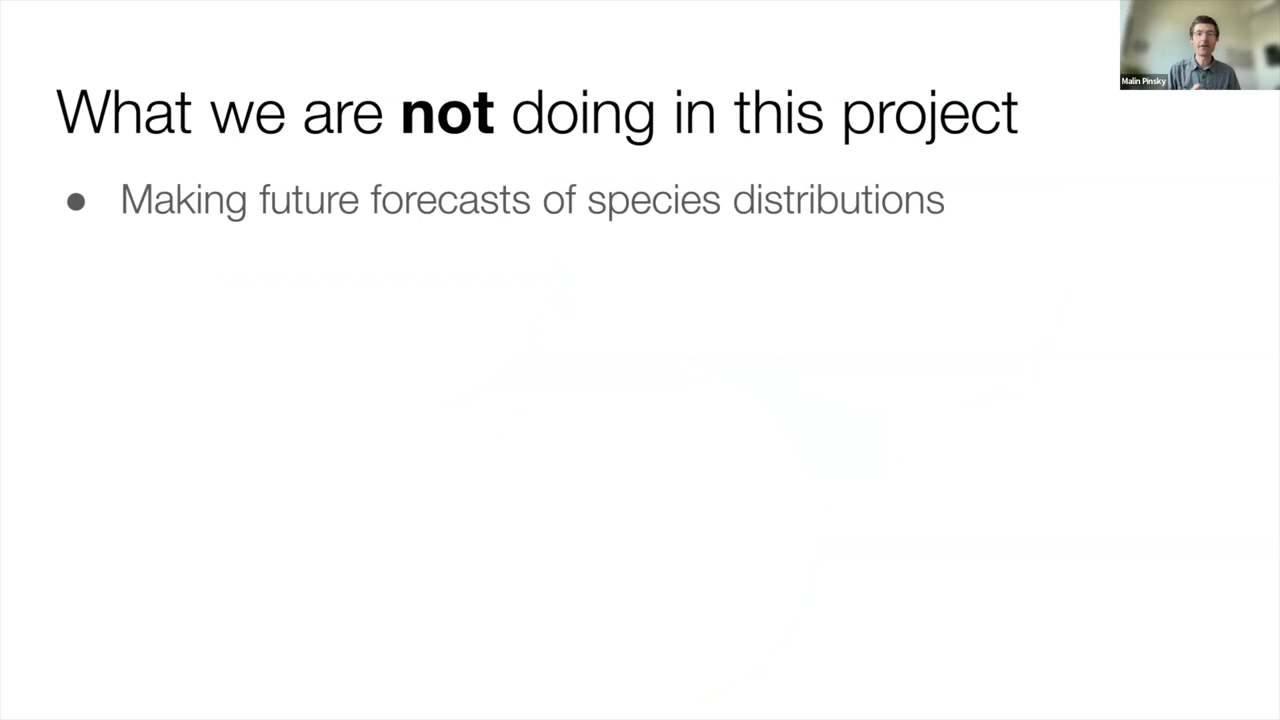 Malin Pinsky
What we are not doing in this project
● Making future forecasts of species distributions